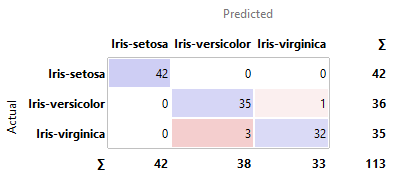 Predicted
Iris-setosa Iris-versicolor Iris-virginica Σ
Iris-setosa 42 0 0 42
Actual
Iris-versicolor 0 35 1 36
Iris-virginica 0 3 32 35
Σ 42 38 33 113